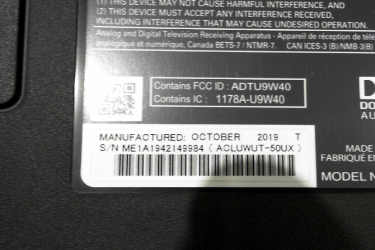 (1) THIS DEVICE MAY NOT CAUSE HARMFUL INTERFERENCE, AND
(2) THIS DEVICE MUST ACCEPT ANY INTERFERENCE RECEIVED,
INCLUDING INTERFERENCE THAT MAY CAUSE UNDESIRED OPERATION.
Analog and Digital Television Receiving Apparatus - Appareil de réception de télé
analogique et numérique, Canada BETS-7 / NTMR-7. CAN ICES-3 (B)/NMB-3(B)
Contains FCC ID : ADTU9W40
Contains IC : 1178A-U9W40
D
DO
AU
MANUFACTURED: OCTOBER 2019 T
S/N ME1A1942149984 ( ACLUWUT-50UX )
MADE
FABRIQUÉ EN
MODEL N